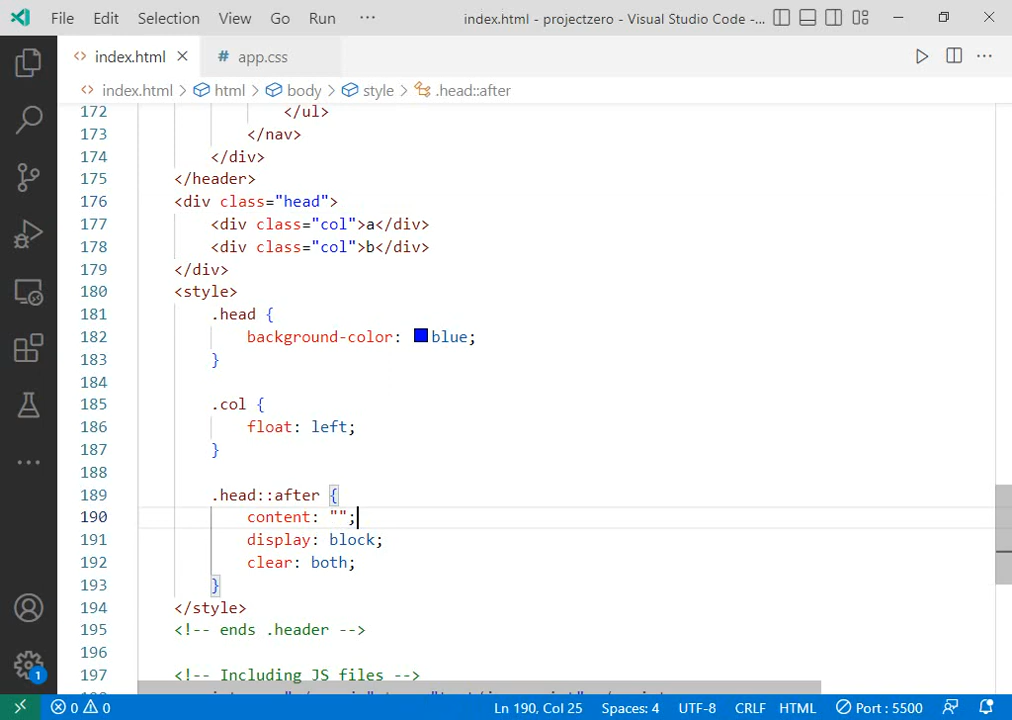 File Edit Selection View Go Run ··· index.html - projectzero - Visual Studio Code -...
<> index.html × # app.css
<> index.html > html > body > style > .head::after
172 </ul>
173 </nav>
174 </div>
175 </header>
176 <div class="head">
177 <div class="col">a</div>
178 <div class="col">b</div>
179 </div>
180 <style>
181 .head {
182 background-color: blue;
183 }
184
185 .col {
186 float: left;
187 }
188
189 .head::after {
190 content: "";
191 display: block;
192 clear: both;
193 }
194 </style>
195 <!-- ends .header -->
196
197 <!-- Including JS files -->
1
0 0 Ln 190, Col 25 Spaces: 4 UTF-8 CRLF HTML Port : 5500